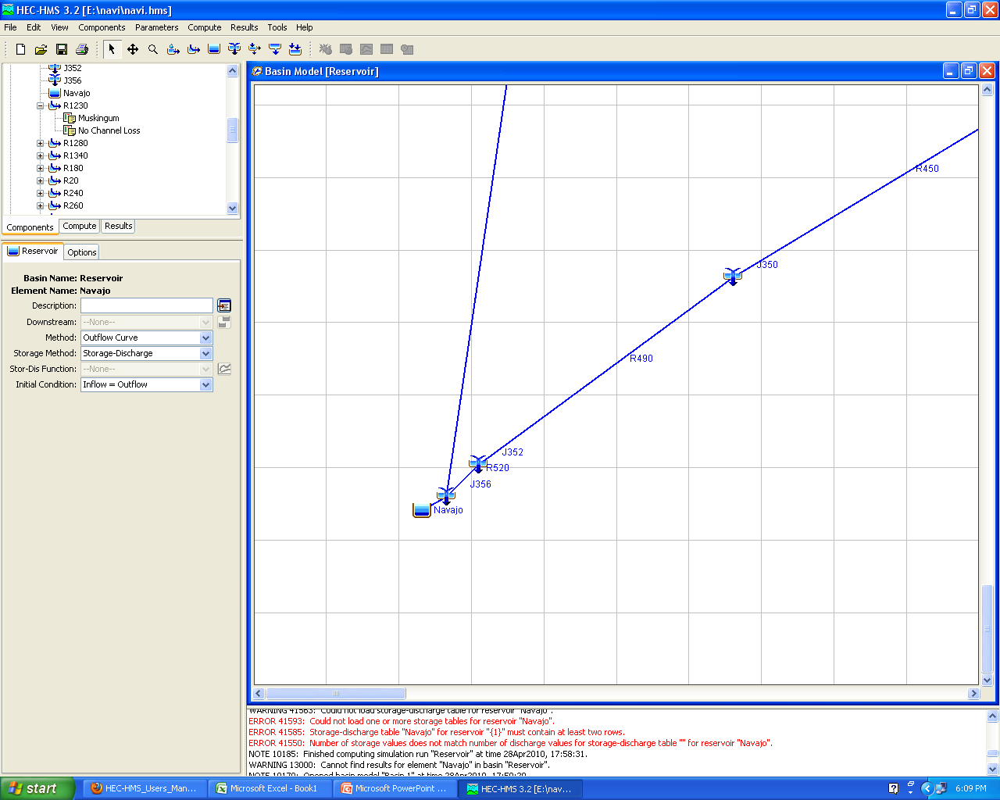 HEC-HMS 3.2 [E:\navi\navi.hms]
File Edit View Components Parameters Compute Results Tools Help
J352
J356
Navajo
R1230
Muskingum
No Channel Loss
R1280
R1340
R180
R20
R240
R260
Components Compute Results
Reservoir Options
Basin Name: Reservoir
Element Name: Navajo
Description:
Downstream: --None--
Method: Outflow Curve
Storage Method: Storage-Discharge
Stor-Dis Function: --None--
Initial Condition: Inflow = Outflow
Basin Model [Reservoir]
R450
J350
R490
J352
R520
J356
Navajo
WARNING 41563: Could not load storage-discharge table for reservoir "Navajo".
ERROR 41593: Could not load one or more storage tables for reservoir "Navajo".
ERROR 41585: Storage-discharge table "Navajo" for reservoir "{1}" must contain at least two rows.
ERROR 41550: Number of storage values does not match number of discharge values for storage-discharge table "" for reservoir "Navajo".
NOTE 10185: Finished computing simulation run "Reservoir" at time 28Apr2010, 17:58:31.
WARNING 13000: Cannot find results for element "Navajo" in basin "Reservoir".
NOTE 10179: Opened basin model "Basin 1" at time 28Apr2010, 17:59:20.
start HEC-HMS_Users_Man... Microsoft Excel - Book1 Microsoft PowerPoint ... HEC-HMS 3.2 [E:\nav... 6:09 PM